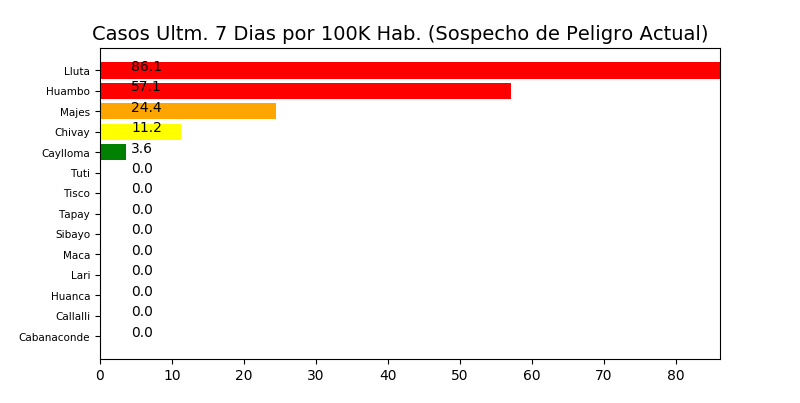 Casos Ultm. 7 Dias por 100K Hab. (Sospecho de Peligro Actual)
Lluta 86.1
Huambo 57.1
Majes 24.4
Chivay 11.2
Caylloma 3.6
Tuti 0.0
Tisco 0.0
Tapay 0.0
Sibayo 0.0
Maca 0.0
Lari 0.0
Huanca 0.0
Callalli 0.0
Cabanaconde 0.0
0 10 20 30 40 50 60 70 80